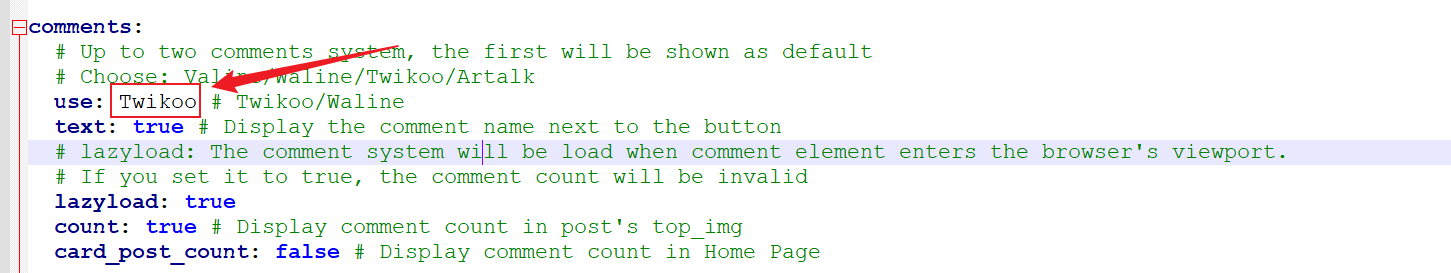 comments:
# Up to two comments system, the first will be shown as default
# Choose: Valine/Waline/Twikoo/Artalk
use: Twikoo # Twikoo/Waline
text: true # Display the comment name next to the button
# lazyload: The comment system will be load when comment element enters the browser's viewport.
# If you set it to true, the comment count will be invalid
lazyload: true
count: true # Display comment count in post's top_img
card_post_count: false # Display comment count in Home Page